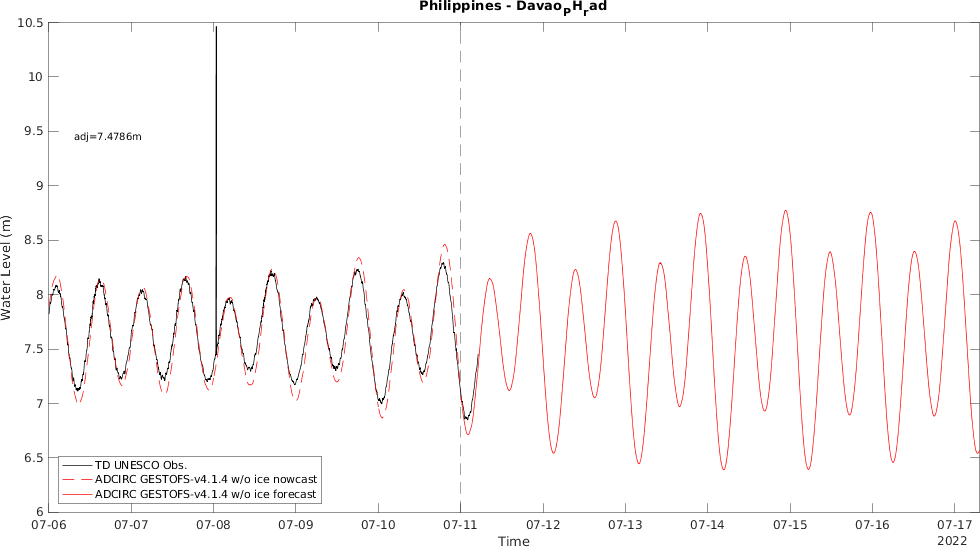 Philippines - Davao_pH_rad
10.5
10
9.5
9
8.5
8
7.5
7
6.5
6
Water Level (m)
adj=7.4786m
TD UNESCO Obs.
ADCIRC GESTOFS-v4.1.4 w/o ice nowcast
ADCIRC GESTOFS-v4.1.4 w/o ice forecast
07-06 07-07 07-08 07-09 07-10 07-11 07-12 07-13 07-14 07-15 07-16 07-17
Time
2022